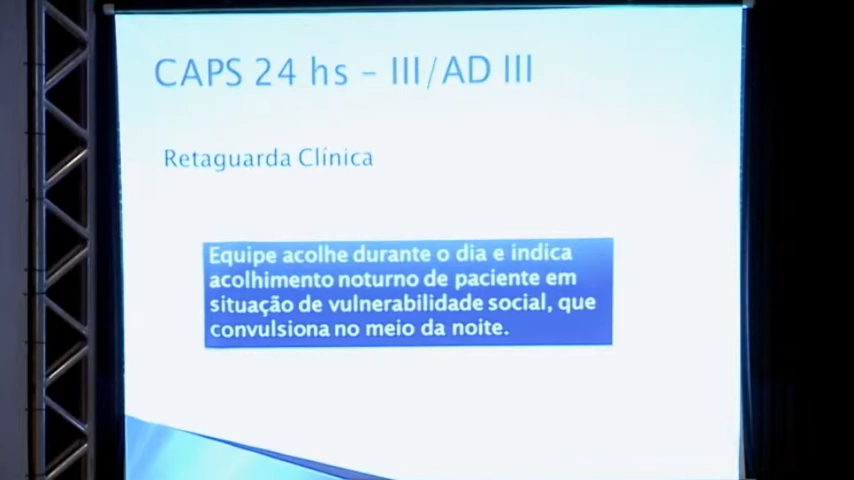 CAPS 24 hs – III/AD III
Retaguarda Clínica
Equipe acolhe durante o dia e indica
acolhimento noturno de paciente em
situação de vulnerabilidade social, que
convulsiona no meio da noite.